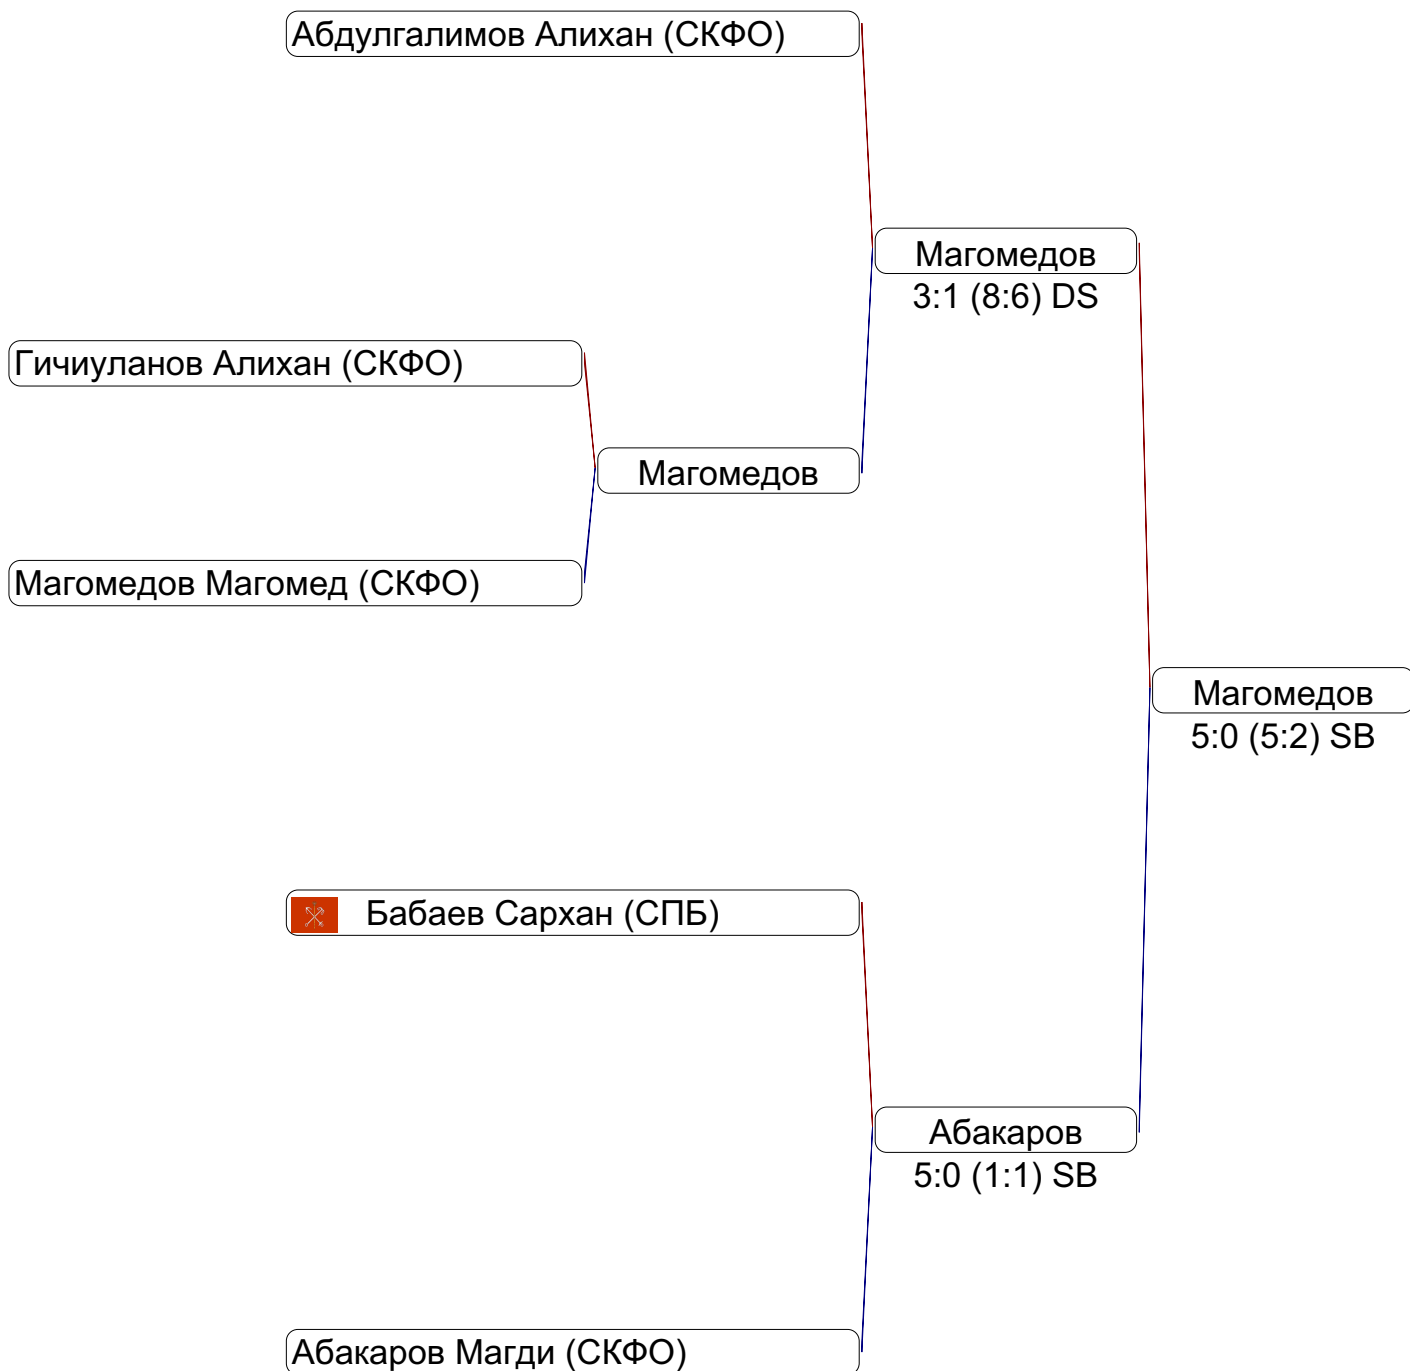 Абдулгалимов Алихан (СКФО)
Магомедов
3:1 (8:6) DS
Гичиуланов Алихан (СКФО)
Магомедов
Магомедов Магомед (СКФО)
Магомедов
5:0 (5:2) SB
Бабаев Сархан (СПБ)
Абакаров
5:0 (1:1) SB
Абакаров Магди (СКФО)